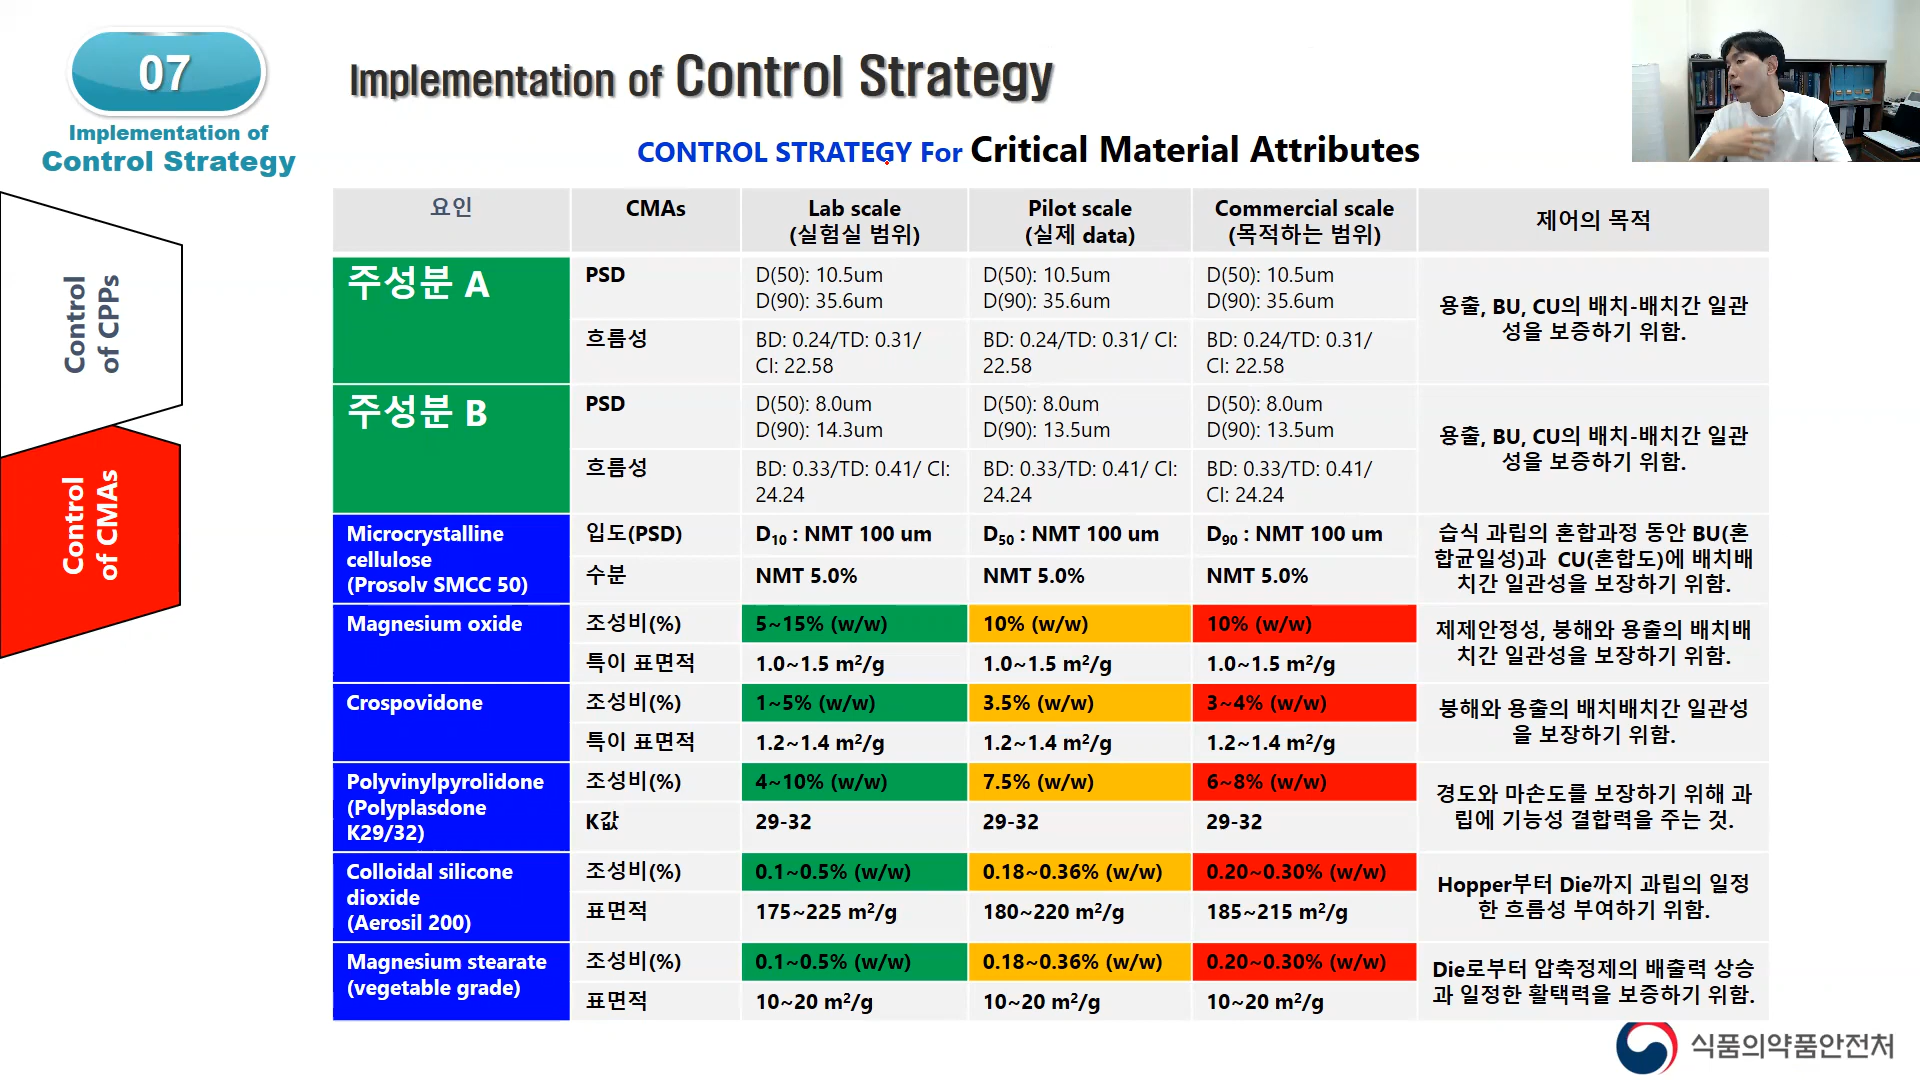 07
Implementation of
Control Strategy
Implementation of Control Strategy
CONTROL STRATEGY For Critical Material Attributes
Control
of CPPs
Control
of CMAs
요인
CMAs
Lab scale
(실험실 범위)
Pilot scale
(실제 data)
Commercial scale
(목적하는 범위)
제어의 목적
주성분 A
PSD
D(50): 10.5um
D(90): 35.6um
D(50): 10.5um
D(90): 35.6um
D(50): 10.5um
D(90): 35.6um
용출, BU, CU의 배치-배치간 일관
성을 보증하기 위함.
흐름성
BD: 0.24/TD: 0.31/
CI: 22.58
BD: 0.24/TD: 0.31/ CI:
22.58
BD: 0.24/TD: 0.31/
CI: 22.58
주성분 B
PSD
D(50): 8.0um
D(90): 14.3um
D(50): 8.0um
D(90): 13.5um
D(50): 8.0um
D(90): 13.5um
용출, BU, CU의 배치-배치간 일관
성을 보증하기 위함.
흐름성
BD: 0.33/TD: 0.41/ CI:
24.24
BD: 0.33/TD: 0.41/ CI:
24.24
BD: 0.33/TD: 0.41/
CI: 24.24
Microcrystalline
cellulose
(Prosolv SMCC 50)
입도(PSD)
D₁₀ : NMT 100 um
D₅₀ : NMT 100 um
D₉₀ : NMT 100 um
습식 과립의 혼합과정 동안 BU(혼
합균일성)과 CU(혼합도)에 배치배
치간 일관성을 보장하기 위함.
수분
NMT 5.0%
NMT 5.0%
NMT 5.0%
Magnesium oxide
조성비(%)
5~15% (w/w)
10% (w/w)
10% (w/w)
제제안정성, 붕해와 용출의 배치배
치간 일관성을 보장하기 위함.
특이 표면적
1.0~1.5 m²/g
1.0~1.5 m²/g
1.0~1.5 m²/g
Crospovidone
조성비(%)
1~5% (w/w)
3.5% (w/w)
3~4% (w/w)
붕해와 용출의 배치배치간 일관성
을 보장하기 위함.
특이 표면적
1.2~1.4 m²/g
1.2~1.4 m²/g
1.2~1.4 m²/g
Polyvinylpyrolidone
(Polyplasdone
K29/32)
조성비(%)
4~10% (w/w)
7.5% (w/w)
6~8% (w/w)
경도와 마손도를 보장하기 위해 과
립에 기능성 결합력을 주는 것.
K값
29-32
29-32
29-32
Colloidal silicone
dioxide
(Aerosil 200)
조성비(%)
0.1~0.5% (w/w)
0.18~0.36% (w/w)
0.20~0.30% (w/w)
Hopper부터 Die까지 과립의 일정
한 흐름성 부여하기 위함.
표면적
175~225 m²/g
180~220 m²/g
185~215 m²/g
Magnesium stearate
(vegetable grade)
조성비(%)
0.1~0.5% (w/w)
0.18~0.36% (w/w)
0.20~0.30% (w/w)
Die로부터 압축정제의 배출력 상승
과 일정한 활택력을 보증하기 위함.
표면적
10~20 m²/g
10~20 m²/g
10~20 m²/g
식품의약품안전처